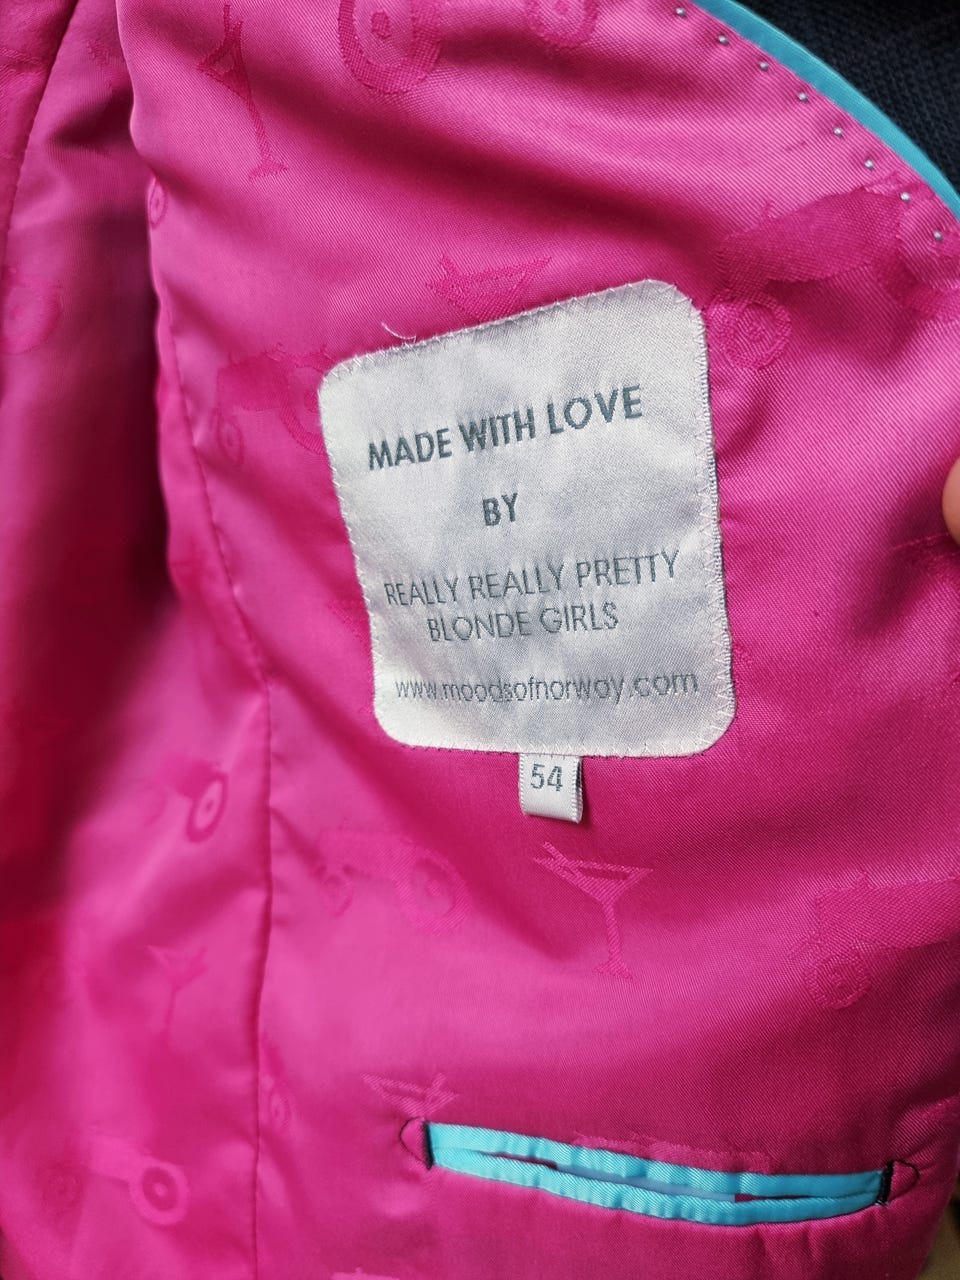 MADE WITH LOVE
BY
REALLY REALLY PRETTY
BLONDE GIRLS
www.moodsofnorway.com
54